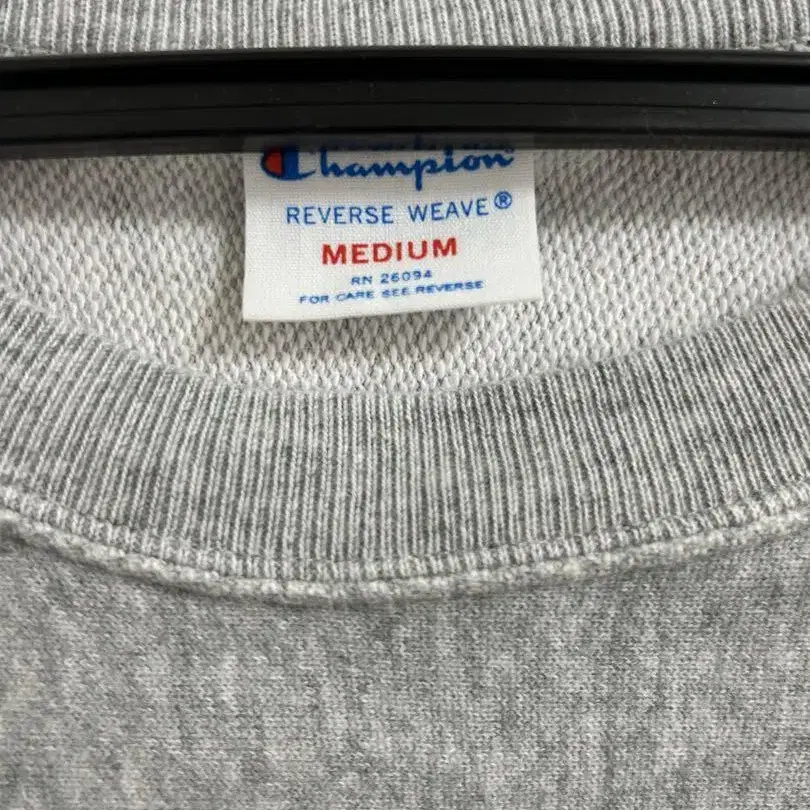 Champion
REVERSE WEAVE®
MEDIUM
RN 26094
FOR CARE SEE REVERSE